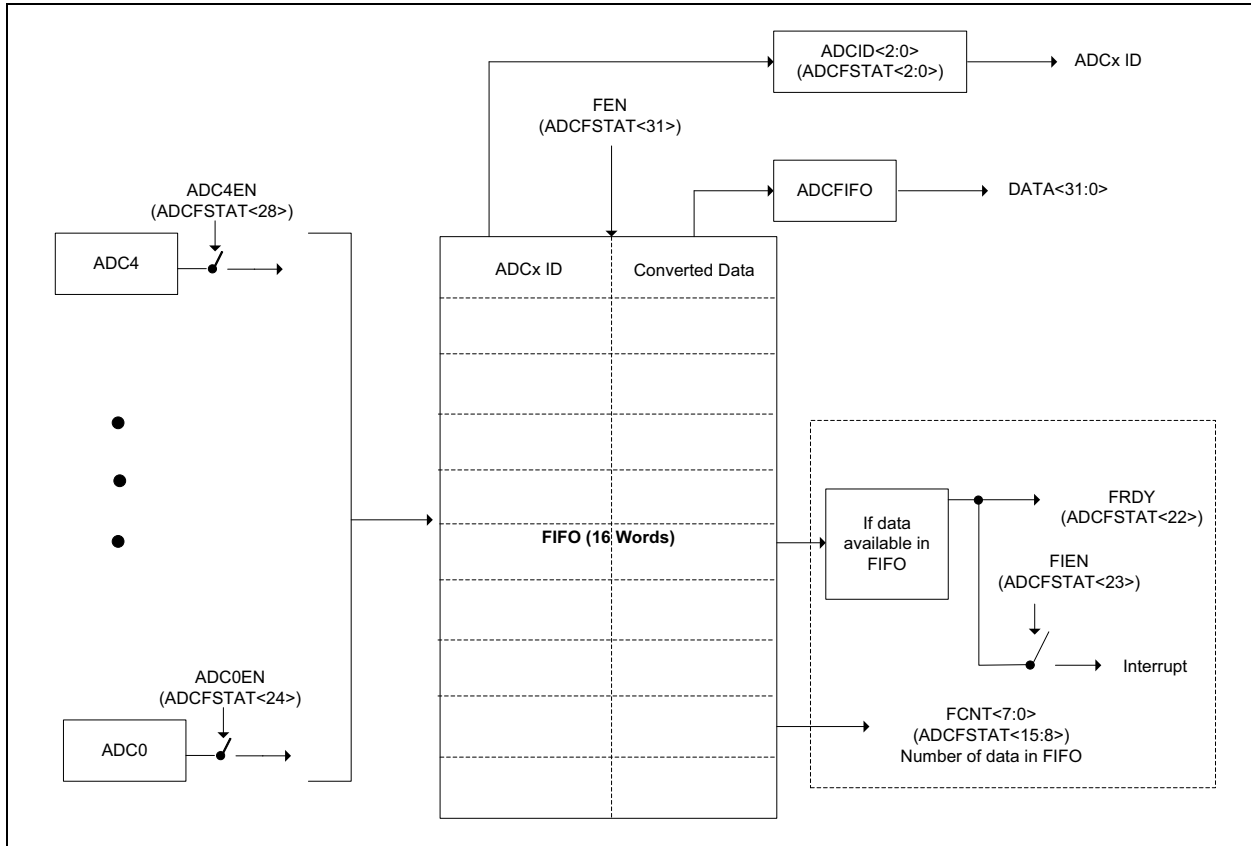 ADCID<2:0>
(ADCFSTAT<2:0>)
ADCx ID
FEN
(ADCFSTAT<31>)
ADCFIFO
DATA<31:0>
ADC4EN
(ADCFSTAT<28>)
ADC4
ADCx ID
Converted Data
FIFO (16 Words)
If data
available in
FIFO
FRDY
(ADCFSTAT<22>)
FIEN
(ADCFSTAT<23>)
Interrupt
ADC0EN
(ADCFSTAT<24>)
ADC0
FCNT<7:0>
(ADCFSTAT<15:8>)
Number of data in FIFO